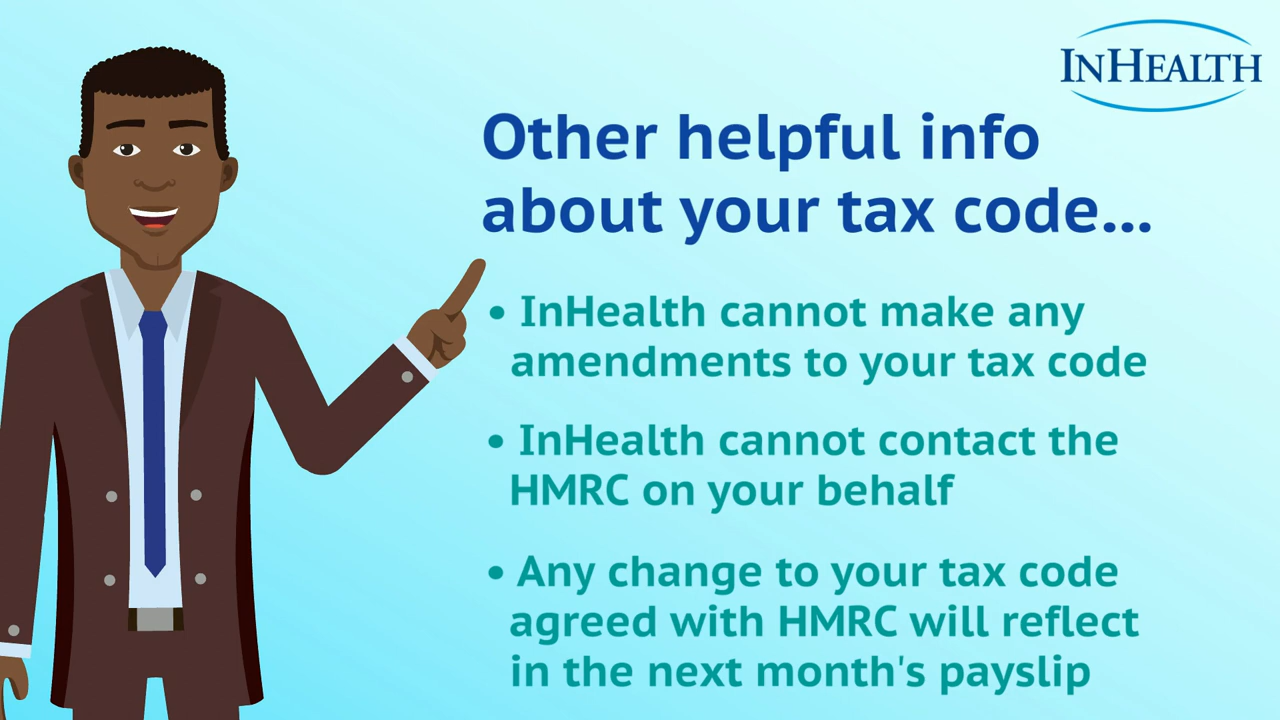 INHEALTH
Other helpful info
about your tax code...
• InHealth cannot make any
amendments to your tax code
• InHealth cannot contact the
HMRC on your behalf
• Any change to your tax code
agreed with HMRC will reflect
in the next month's payslip